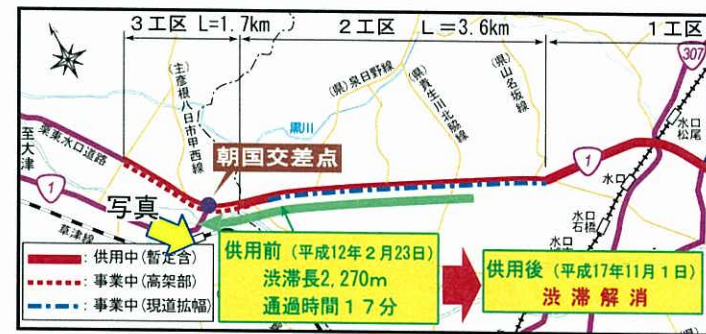 3工区 L=1.7km
2工区 L=3.6km
1工区
307
(主)彦根八日市甲西線
(県)泉日野線
(県)貴生川北脇線
(県)山名坂線
黒川
至大津
栗東水口道路
朝国交差点
1
1
水口松尾
水口
水口石橋
写真
草津線
供用中(暫定含)
事業中(高架部)
事業中(現道拡幅)
供用前(平成12年2月23日)
渋滞長2,270m
通過時間17分
供用後(平成17年11月1日)
渋滞解消